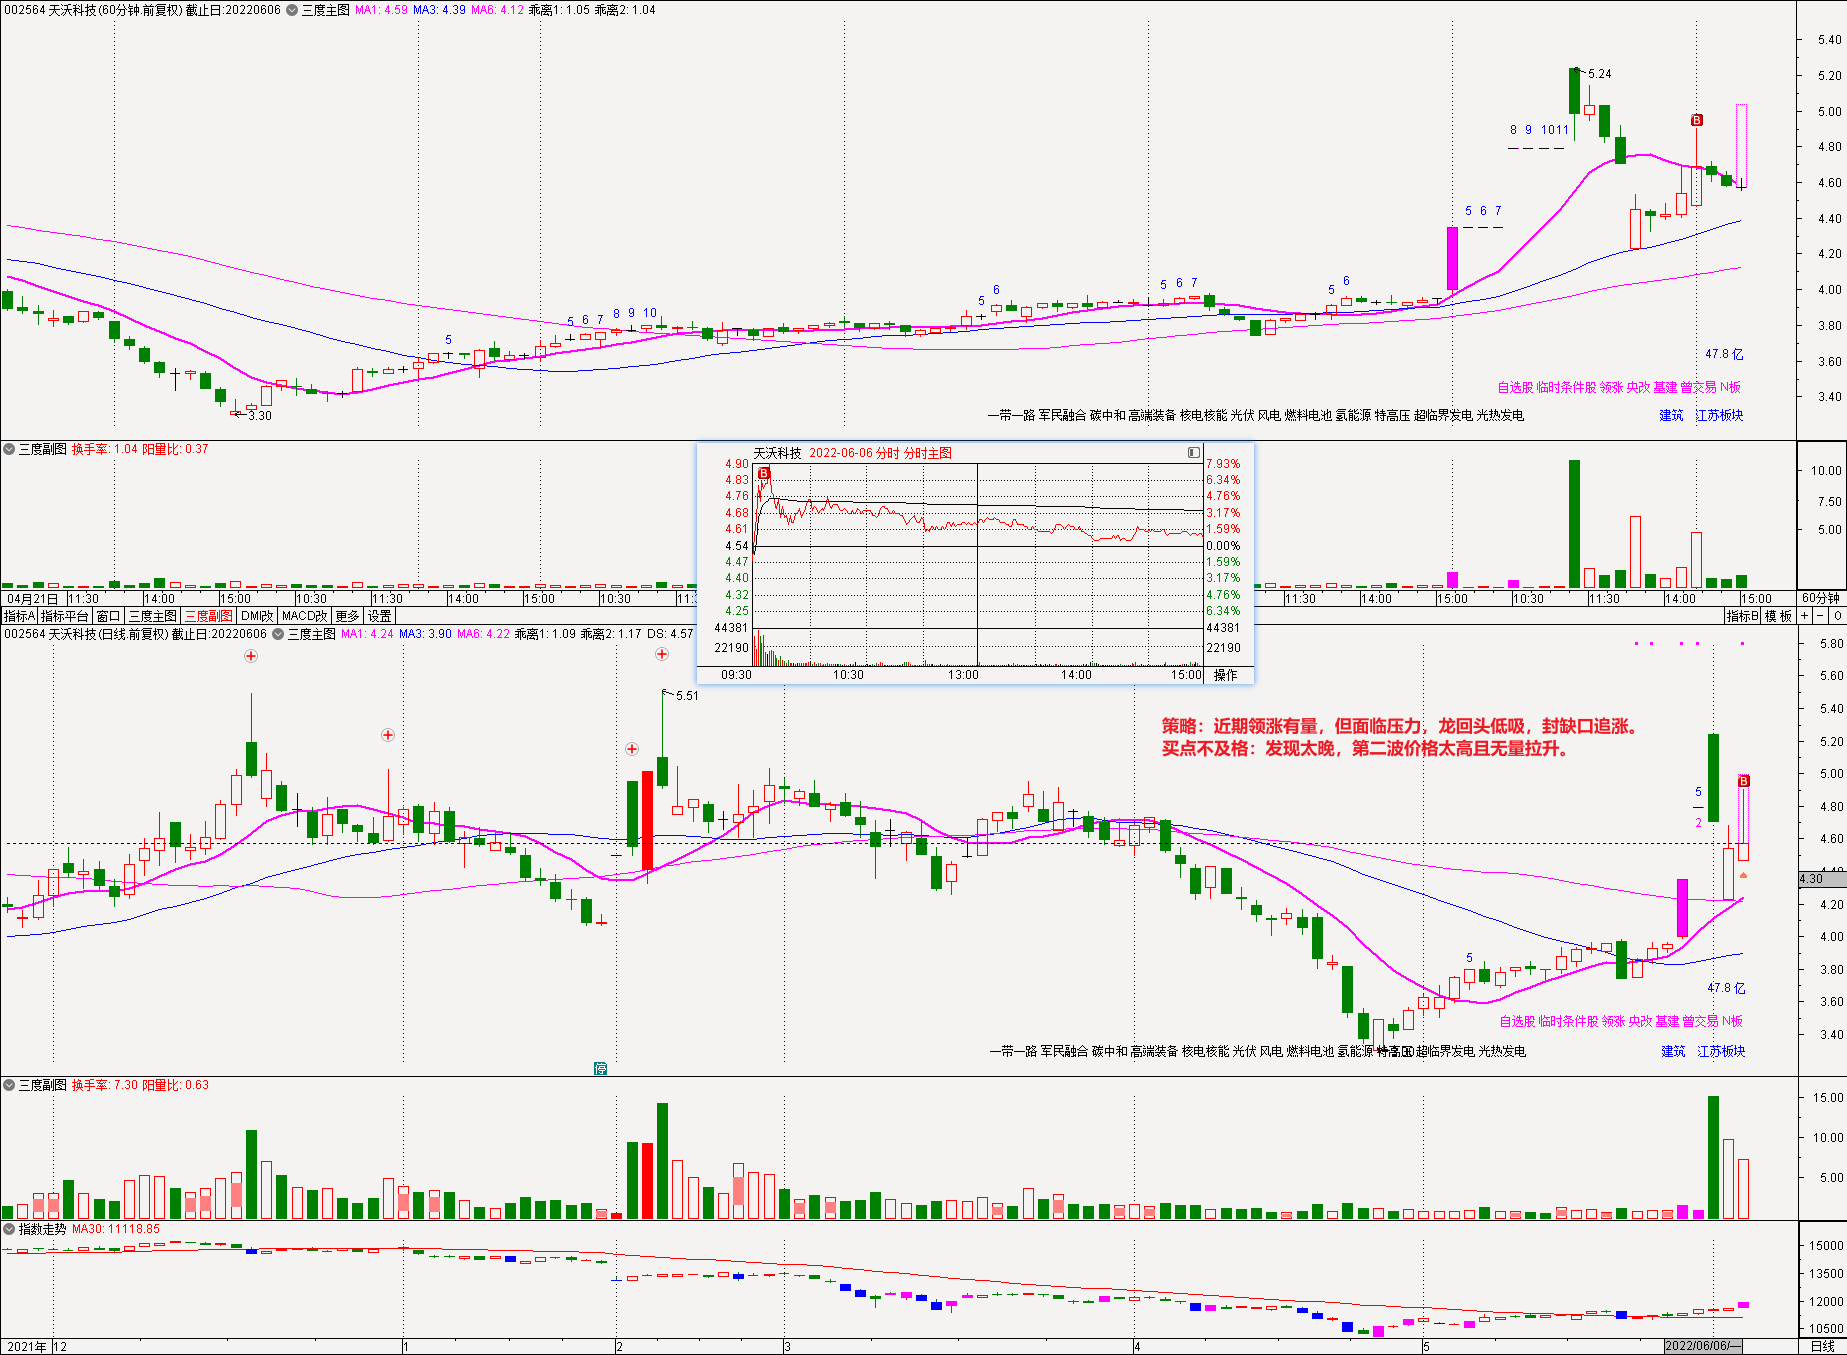 002564 天沃科技(60分钟.前复权) 截止日:20220606 三度主图 MA1: 4.59 MA3: 4.39 MA6: 4.12 乖离1: 1.05 乖离2: 1.04
5.40
5.24
5.20
5.00
B
8 9 10 11
4.80
4.60
5 6 7
4.40
4.20
5 6
5 6 7
5 6
4.00
5 6 7 8 9 10
3.80
5
47.8 亿
3.60
自选股 临时条件股 领涨 央改 基建 曾交易 N板
3.40
3.30
一带一路 军民融合 碳中和 高端装备 核电核能 光伏 风电 燃料电池 氢能源 特高压 超临界发电 光热发电
建筑 江苏板块
三度副图 换手率: 1.04 阳量比: 0.37
10.00
7.50
5.00
天沃科技 2022-06-06 分时 分时主图
4.90 7.93%
B
4.83 6.34%
4.76 4.76%
4.68 3.17%
4.61 1.59%
4.54 0.00%
4.47 1.59%
4.40 3.17%
4.32 4.76%
4.25 6.34%
44381 44381
22190 22190
09:30 10:30 13:00 14:00 15:00 操作
04月21日 11:30 14:00 15:00 10:30 11:30 14:00 15:00 10:30 11:30 14:00 15:00 10:30 11:30 14:00 15:00 60分钟
指标A 指标平台 窗口 三度主图 三度副图 DMI改 MACD改 更多 设置
指标B 模板 + − 0
002564 天沃科技(日线.前复权) 截止日:20220606 三度主图 MA1: 4.24 MA3: 3.90 MA6: 4.22 乖离1: 1.09 乖离2: 1.17 DS: 4.57
5.80
5.60
5.51
5.40
策略：近期领涨有量，但面临压力，龙回头低吸，封缺口追涨。
买点不及格：发现太晚，第二波价格太高且无量拉升。
5.20
5.00
B
5
2
4.80
4.60
4.30
4.20
4.00
5
3.80
47.8 亿
3.60
自选股 临时条件股 领涨 央改 基建 曾交易 N板
3.40
一带一路 军民融合 碳中和 高端装备 核电核能 光伏 风电 燃料电池 氢能源 特高压 超临界发电 光热发电
建筑 江苏板块
停
三度副图 换手率: 7.30 阳量比: 0.63
15.00
10.00
5.00
指数走势 MA30: 11118.85
15000
13500
12000
10500
2021年 12 1 2 3 4 5 2022/06/06/一 日线